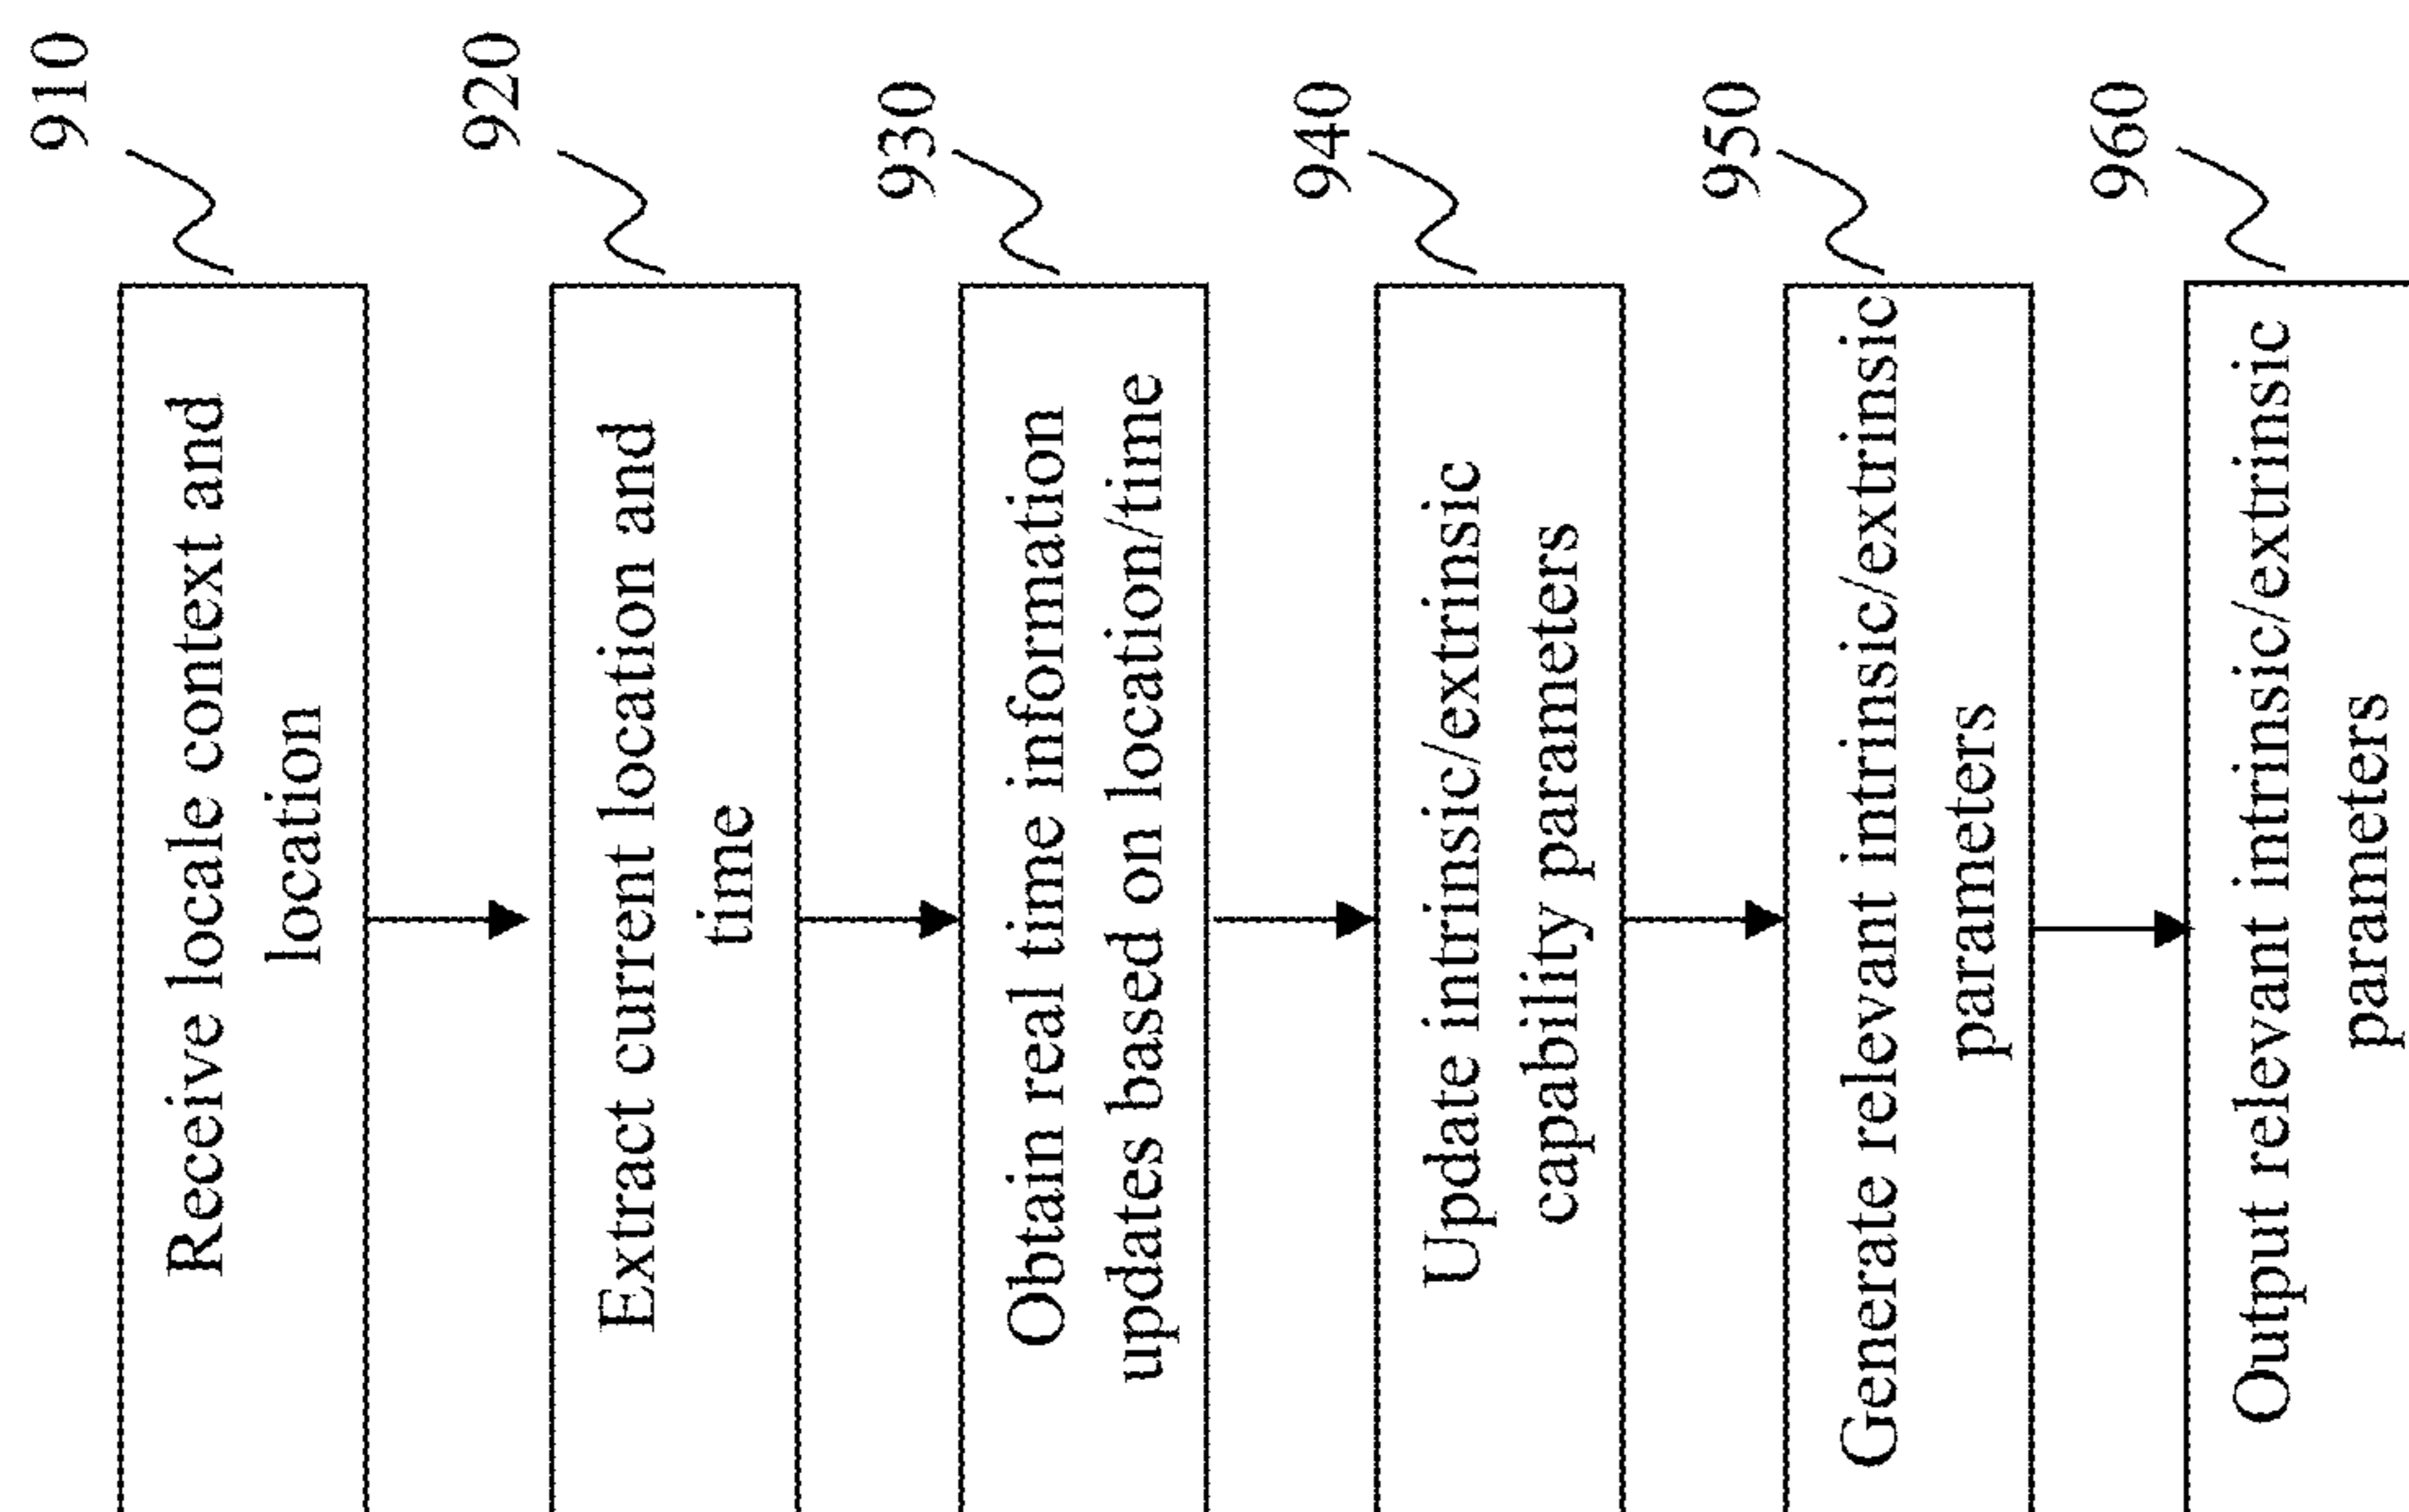 910
Receive locale context and
location
920
Extract current location and
time
930
Obtain real time information
updates based on location/time
940
Update intrinsic/extrinsic
capability parameters
950
Generate relevant intrinsic/extrinsic
parameters
960
Output relevant intrinsic/extrinsic
parameters